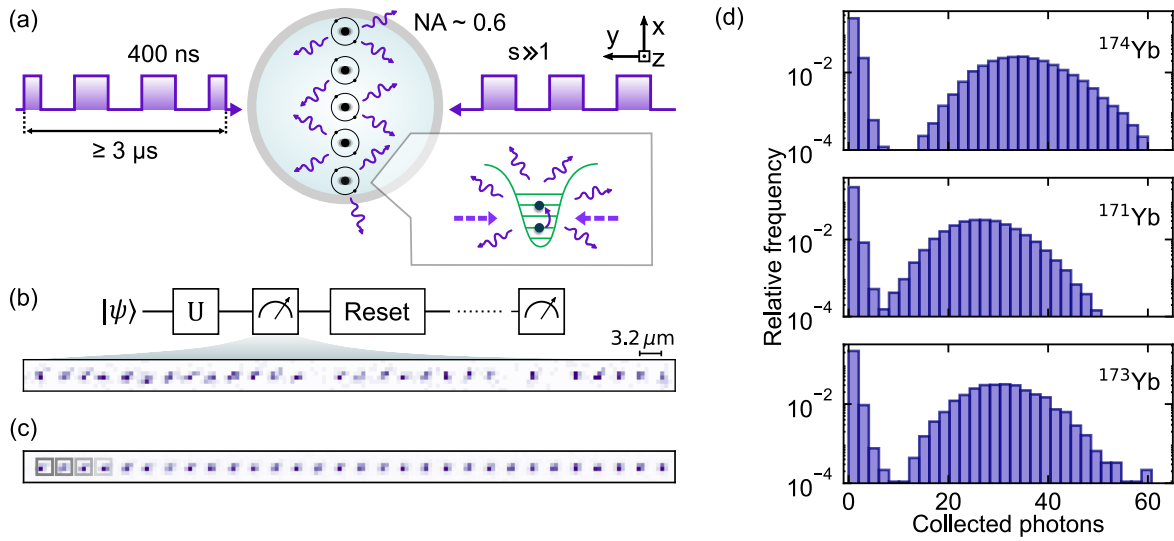 (a)
400 ns
≥ 3 μs
NA ~ 0.6
s≫1
x
y
z
(b)
|ψ⟩
U
Reset
3.2 μm
(c)
(d)
Relative frequency
10⁻²
10⁻⁴
¹⁷⁴Yb
10⁻²
10⁻⁴
¹⁷¹Yb
10⁻²
10⁻⁴
¹⁷³Yb
0 20 40 60
Collected photons